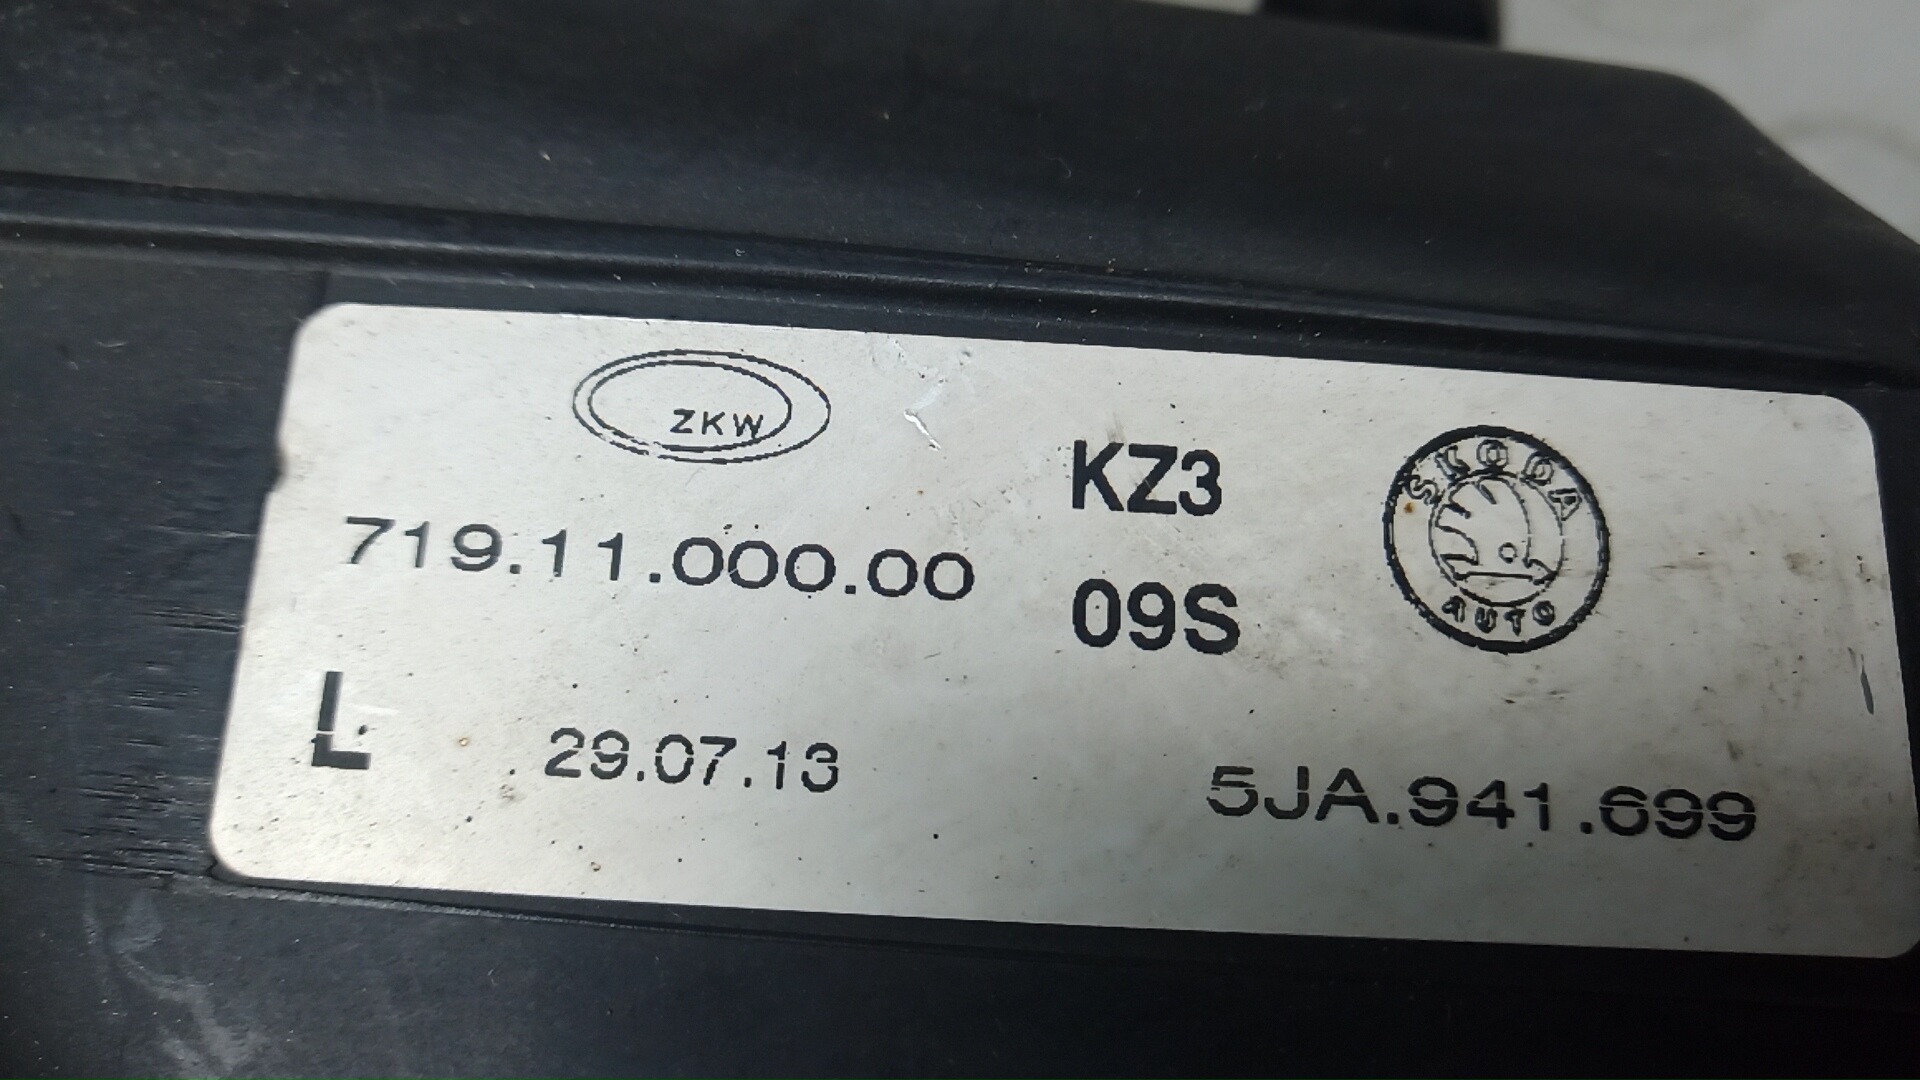 ZKW
KZ3
SKODA
AUTO
719.11.000.00
09S
L
29.07.13
5JA.941.699